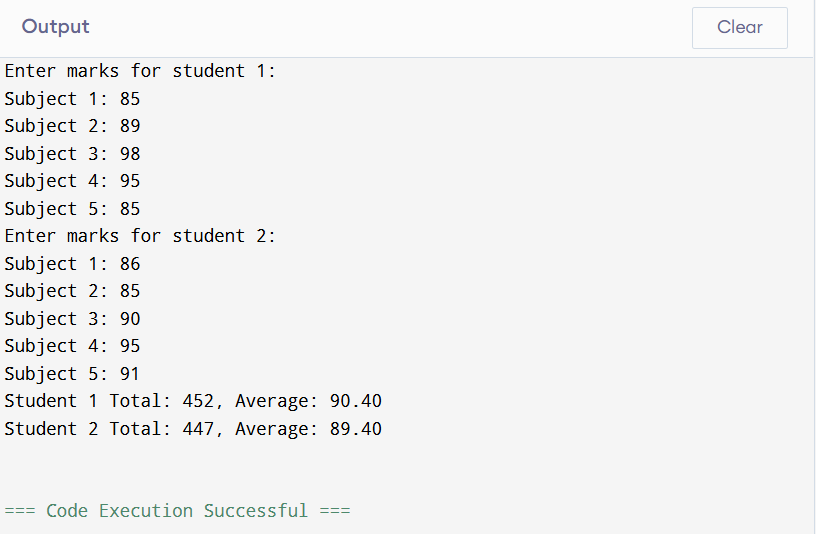 Output
Clear
Enter marks for student 1:
Subject 1: 85
Subject 2: 89
Subject 3: 98
Subject 4: 95
Subject 5: 85
Enter marks for student 2:
Subject 1: 86
Subject 2: 85
Subject 3: 90
Subject 4: 95
Subject 5: 91
Student 1 Total: 452, Average: 90.40
Student 2 Total: 447, Average: 89.40
=== Code Execution Successful ===